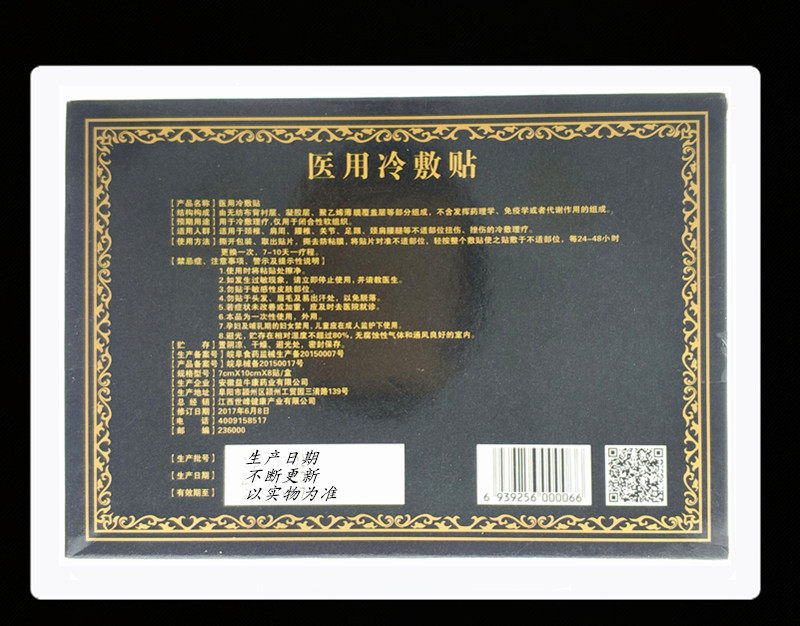 医用冷敷贴
【产品名称】医用冷敷贴
【结构构成】由无纺布背衬层、凝胶层、聚乙烯薄膜覆盖层等部分组成，不含发挥药理学、免疫学或者代谢作用的组成。
【预期用途】用于冷敷理疗，仅用于闭合性软组织。
【适用人群】适用于颈椎、肩周、腰椎、关节、足跟、颈肩腰腿等不适部位扭伤、挫伤的冷敷理疗。
【使用方法】撕开包装、取出贴片，撕去防粘膜，将贴片对准不适部位，轻按整个敷贴使之贴敷于不适部位，每24-48小时
更换一次，7-10天一疗程。
【禁忌症、注意事项、警示及提示性说明】
1.使用时将粘贴处擦净。
2.如发生过敏现象，请立即停止使用，并请教医生。
3.勿贴于敏感性皮肤部位。
4.勿贴于头发、眉毛及易出汗处，以免脱落。
5.若症状未改善或加重，应及时去医院就诊。
6.本品为一次性使用，外用。
7.孕妇及哺乳期的妇女禁用，儿童应在成人监护下使用。
8.避光，贮存在相对湿度不超过80%，无腐蚀性气体和通风良好的室内。
【贮 存】置阴凉、干燥、避光处，密封保存。
【生产备案号】皖阜食药监械生产备20150007号
【产品备案号】皖阜械备20150017号
【规格型号】7cmX10cmX8贴/盒
【生产企业】安徽益牛康药业有限公司
【生产地址】阜阳市颍州区颍州工贸园三清路139号
【总 经 销】江西世峰健康产业有限公司
【修订日期】2017年6月8日
【电 话】4009158517
【邮 编】236000
【生产批号】生产日期
【生产日期】不断更新
【有效期至】以实物为准
6 939256 000066